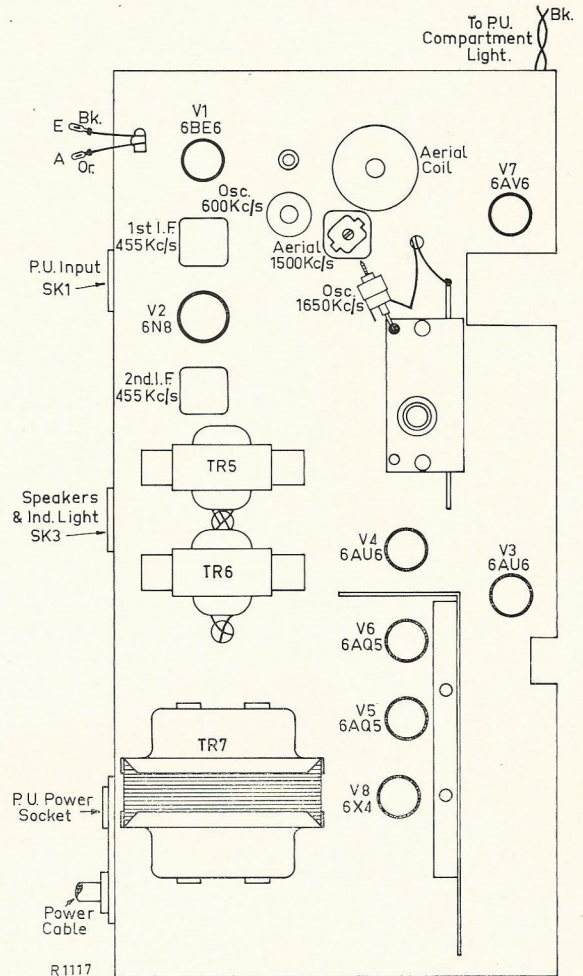 To P.U.
Compartment
Light.
Bk.
E
Bk.
A
Or.
V1
6BE6
Aerial
Coil
V7
6AV6
Osc.
600Kc/s
1st I.F.
455Kc/s
Aerial
1500Kc/s
P.U. Input
SK1
Osc.
1650Kc/s
V2
6N8
2nd. I.F.
455Kc/s
TR5
Speakers
& Ind. Light
SK3
V4
6AU6
V3
6AU6
TR6
V6
6AQ5
V5
6AQ5
TR7
V8
6X4
P.U. Power
Socket
Power
Cable
R1117